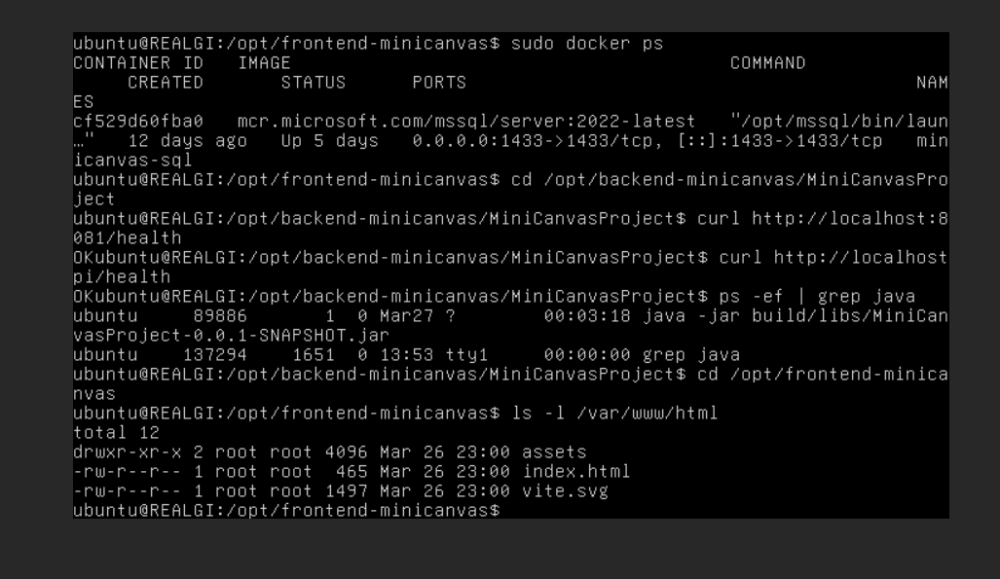 ubuntu@REALGI:/opt/frontend-minicanvas$ sudo docker ps
CONTAINER ID   IMAGE                                        COMMAND
     CREATED       STATUS      PORTS                                         NAM
ES
cf529d60fba0   mcr.microsoft.com/mssql/server:2022-latest   "/opt/mssql/bin/laun
…"   12 days ago   Up 5 days   0.0.0.0:1433->1433/tcp, [::]:1433->1433/tcp   min
icanvas-sql
ubuntu@REALGI:/opt/frontend-minicanvas$ cd /opt/backend-minicanvas/MiniCanvasPro
ject
ubuntu@REALGI:/opt/backend-minicanvas/MiniCanvasProject$ curl http://localhost:8
081/health
OKubuntu@REALGI:/opt/backend-minicanvas/MiniCanvasProject$ curl http://localhost
pi/health
OKubuntu@REALGI:/opt/backend-minicanvas/MiniCanvasProject$ ps -ef | grep java
ubuntu     89886       1  0 Mar27 ?        00:03:18 java -jar build/libs/MiniCan
vasProject-0.0.1-SNAPSHOT.jar
ubuntu    137294    1651  0 13:53 tty1     00:00:00 grep java
ubuntu@REALGI:/opt/backend-minicanvas/MiniCanvasProject$ cd /opt/frontend-minica
nvas
ubuntu@REALGI:/opt/frontend-minicanvas$ ls -l /var/www/html
total 12
drwxr-xr-x 2 root root 4096 Mar 26 23:00 assets
-rw-r--r-- 1 root root  465 Mar 26 23:00 index.html
-rw-r--r-- 1 root root 1497 Mar 26 23:00 vite.svg
ubuntu@REALGI:/opt/frontend-minicanvas$